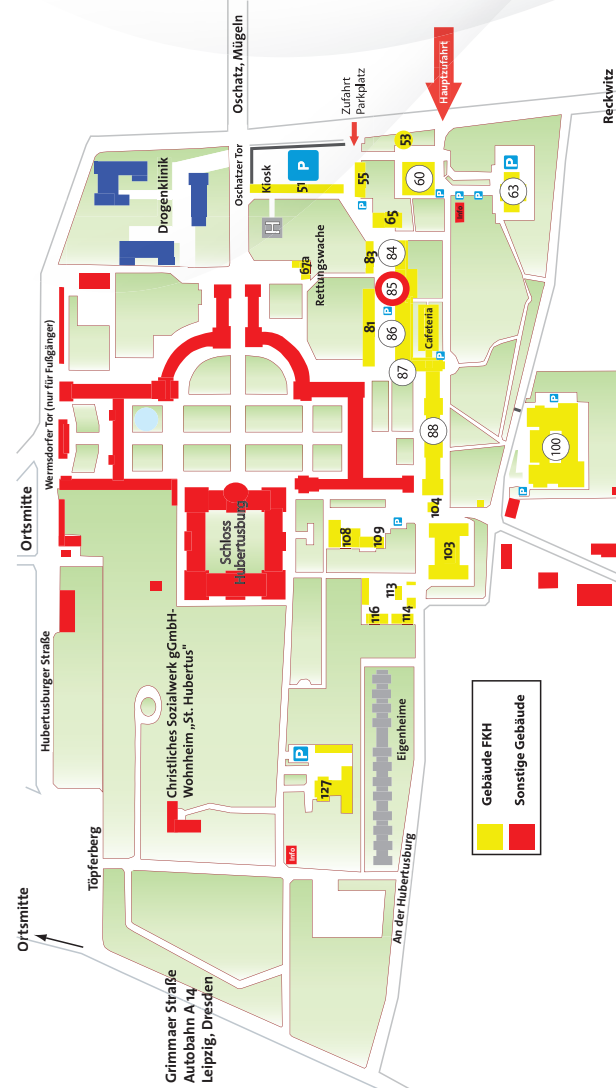 Oschatz, Mügeln
Zufahrt
Parkplatz
Hauptzufahrt
Reckwitz
Oschatzer Tor
Drogenklinik
Kiosk
P
51
H
55
53
60
P
63
P
P
P
P
Info
65
67a
Rettungswache
83
84
85
81
P
86
Cafeteria
87
P
88
Wermsdorfer Tor (nur für Fußgänger)
Ortsmitte
Schloss
Hubertusburg
P
100
P
104
103
108
109
P
113
116
114
Hubertusburger Straße
Christliches Sozialwerk gGmbH-
Wohnheim „St. Hubertus"
Eigenheime
P
127
Info
Töpferberg
An der Hubertusburg
Ortsmitte
Grimmaer Straße
Autobahn A 14
Leipzig, Dresden
Gebäude FKH
Sonstige Gebäude